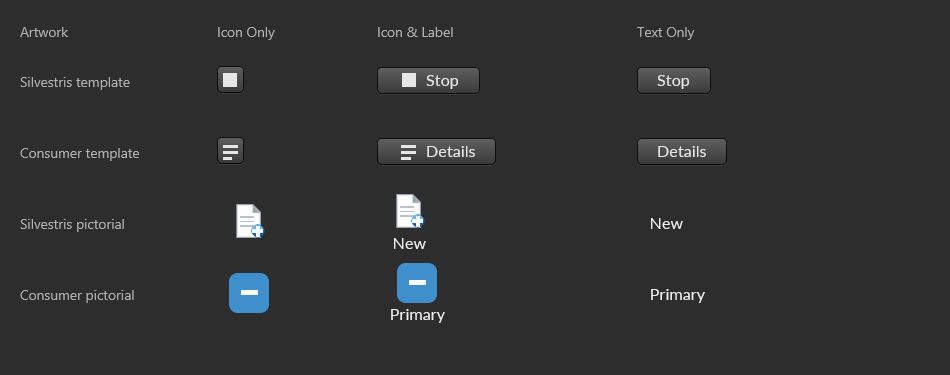 Artwork Icon Only Icon & Label Text Only
Silvestris template Stop Stop
Consumer template Details Details
Silvestris pictorial New New
Consumer pictorial Primary Primary